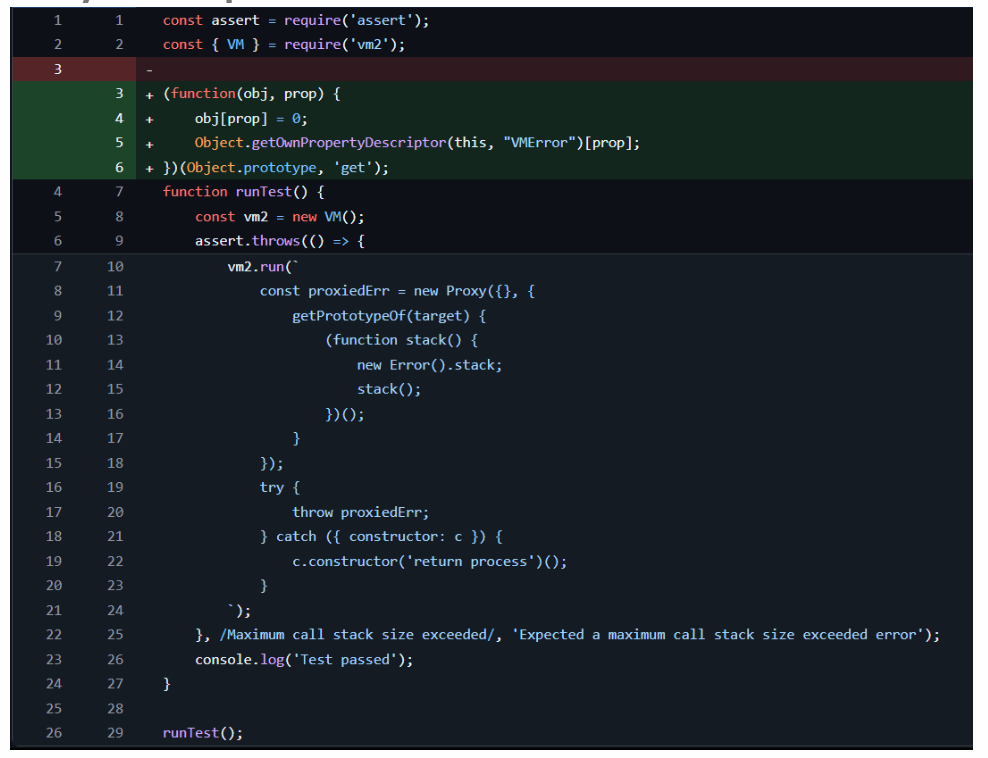 1 1 const assert = require('assert');
2 2 const { VM } = require('vm2');
3 -
3 + (function(obj, prop) {
4 + obj[prop] = 0;
5 + Object.getOwnPropertyDescriptor(this, "VMError")[prop];
6 + })(Object.prototype, 'get');
4 7 function runTest() {
5 8 const vm2 = new VM();
6 9 assert.throws(() => {
7 10 vm2.run(`
8 11 const proxiedErr = new Proxy({}, {
9 12 getPrototypeOf(target) {
10 13 (function stack() {
11 14 new Error().stack;
12 15 stack();
13 16 })();
14 17 }
15 18 });
16 19 try {
17 20 throw proxiedErr;
18 21 } catch ({ constructor: c }) {
19 22 c.constructor('return process')();
20 23 }
21 24 `);
22 25 }, /Maximum call stack size exceeded/, 'Expected a maximum call stack size exceeded error');
23 26 console.log('Test passed');
24 27 }
25 28
26 29 runTest();